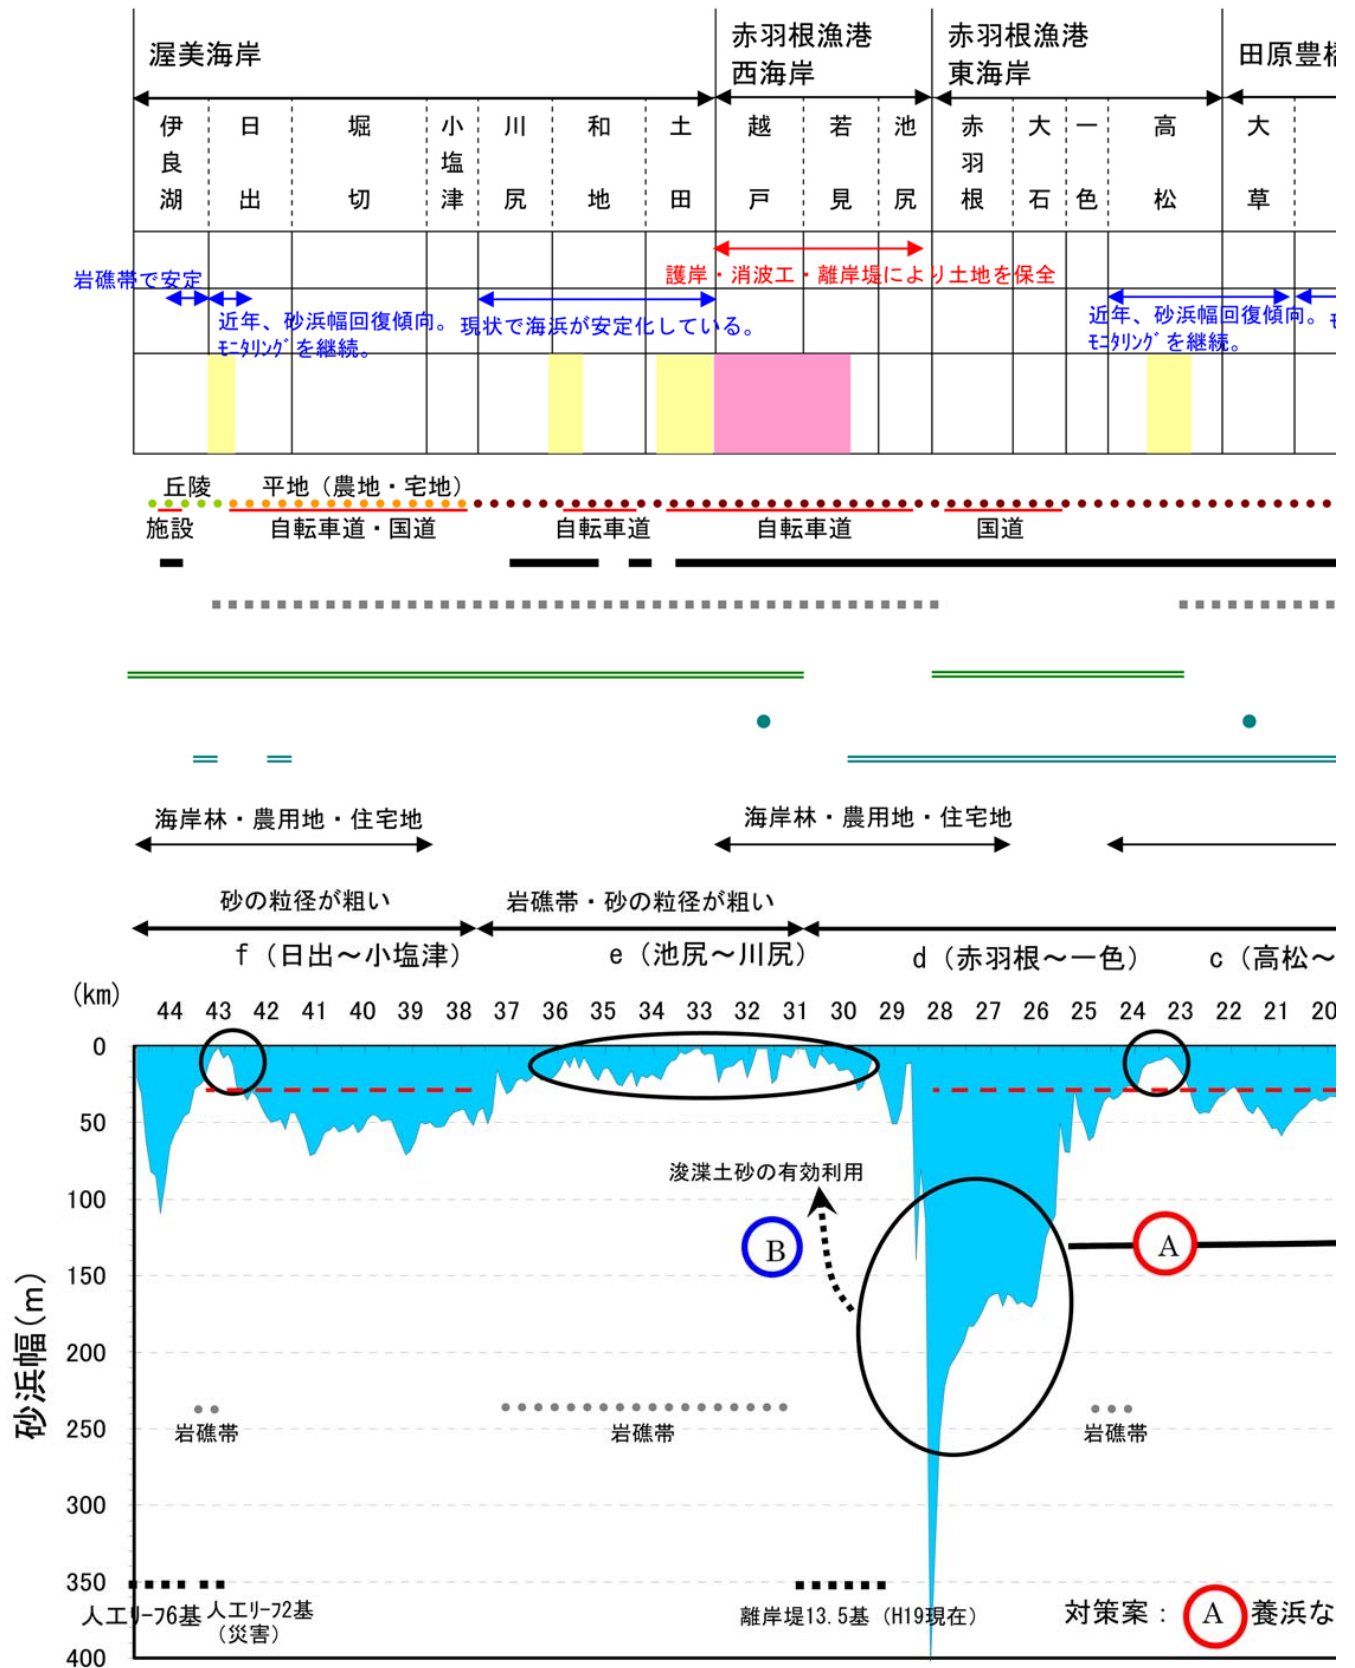 渥美海岸
赤羽根漁港
西海岸
赤羽根漁港
東海岸
田原豊橋
伊良湖
日出
堀切
小塩津
川尻
和地
土田
越戸
若見
池尻
赤羽根
大石
一色
高松
大草
岩礁帯で安定
護岸・消波工・離岸堤により土地を保全
近年、砂浜幅回復傾向。
ﾓﾆﾀﾘﾝｸﾞを継続。
現状で海浜が安定化している。
近年、砂浜幅回復傾向。
ﾓﾆﾀﾘﾝｸﾞを継続。
丘陵
平地（農地・宅地）
施設
自転車道・国道
自転車道
自転車道
国道
海岸林・農用地・住宅地
海岸林・農用地・住宅地
砂の粒径が粗い
岩礁帯・砂の粒径が粗い
f（日出～小塩津）
e（池尻～川尻）
d（赤羽根～一色）
c（高松～
(km)
44 43 42 41 40 39 38 37 36 35 34 33 32 31 30 29 28 27 26 25 24 23 22 21 20
砂浜幅(m)
0
50
100
150
200
250
300
350
400
浚渫土砂の有効利用
B
A
岩礁帯
岩礁帯
岩礁帯
人工ﾘｰﾌ6基
人工ﾘｰﾌ2基
（災害）
離岸堤13.5基（H19現在）
対策案： A 養浜な